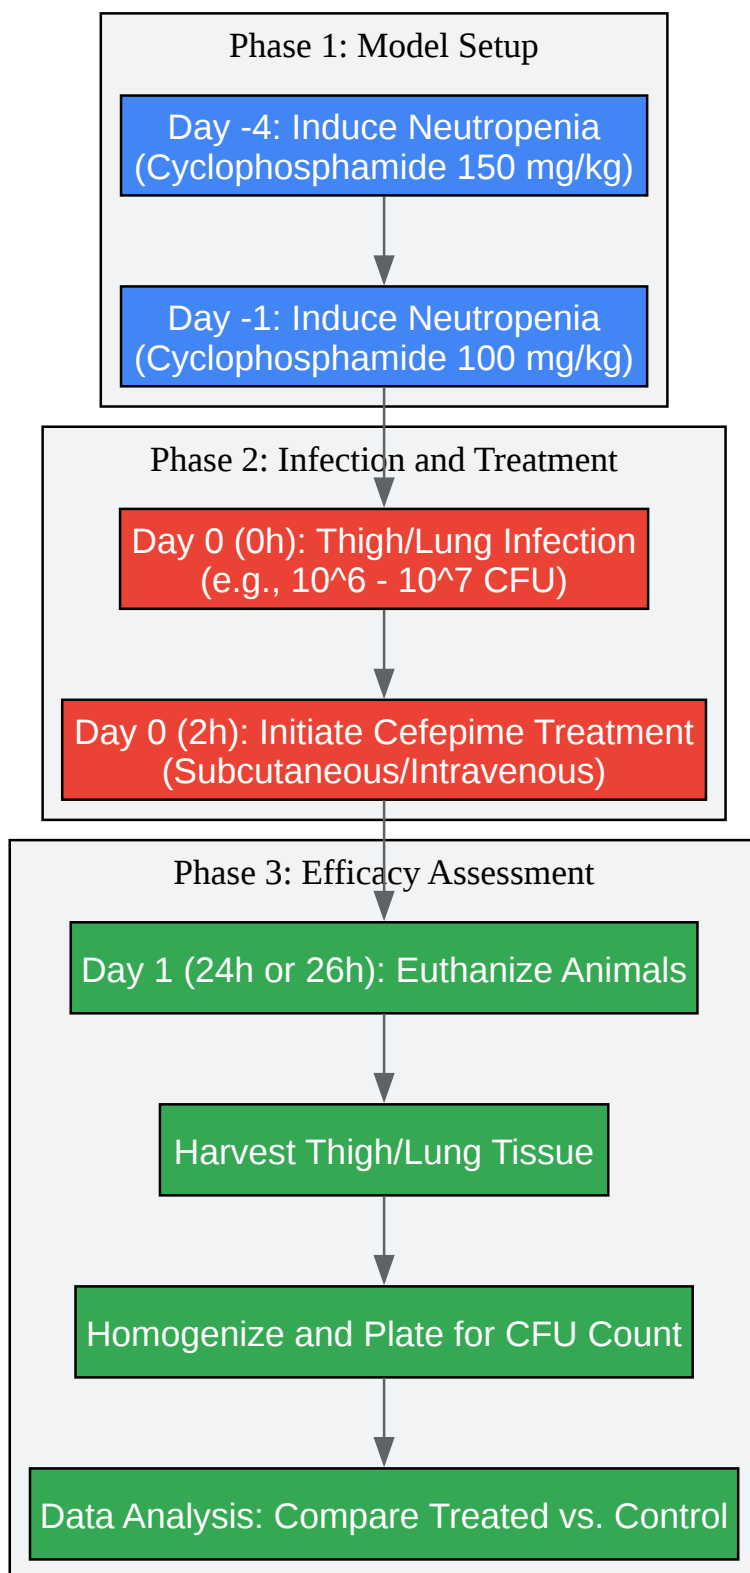 Phase 1: Model Setup
Day -4: Induce Neutropenia
(Cyclophosphamide 150 mg/kg)
Day -1: Induce Neutropenia
(Cyclophosphamide 100 mg/kg)
Phase 2: Infection and Treatment
Day 0 (0h): Thigh/Lung Infection
(e.g., 10^6 - 10^7 CFU)
Day 0 (2h): Initiate Cefepime Treatment
(Subcutaneous/Intravenous)
Phase 3: Efficacy Assessment
Day 1 (24h or 26h): Euthanize Animals
Harvest Thigh/Lung Tissue
Homogenize and Plate for CFU Count
Data Analysis: Compare Treated vs. Control